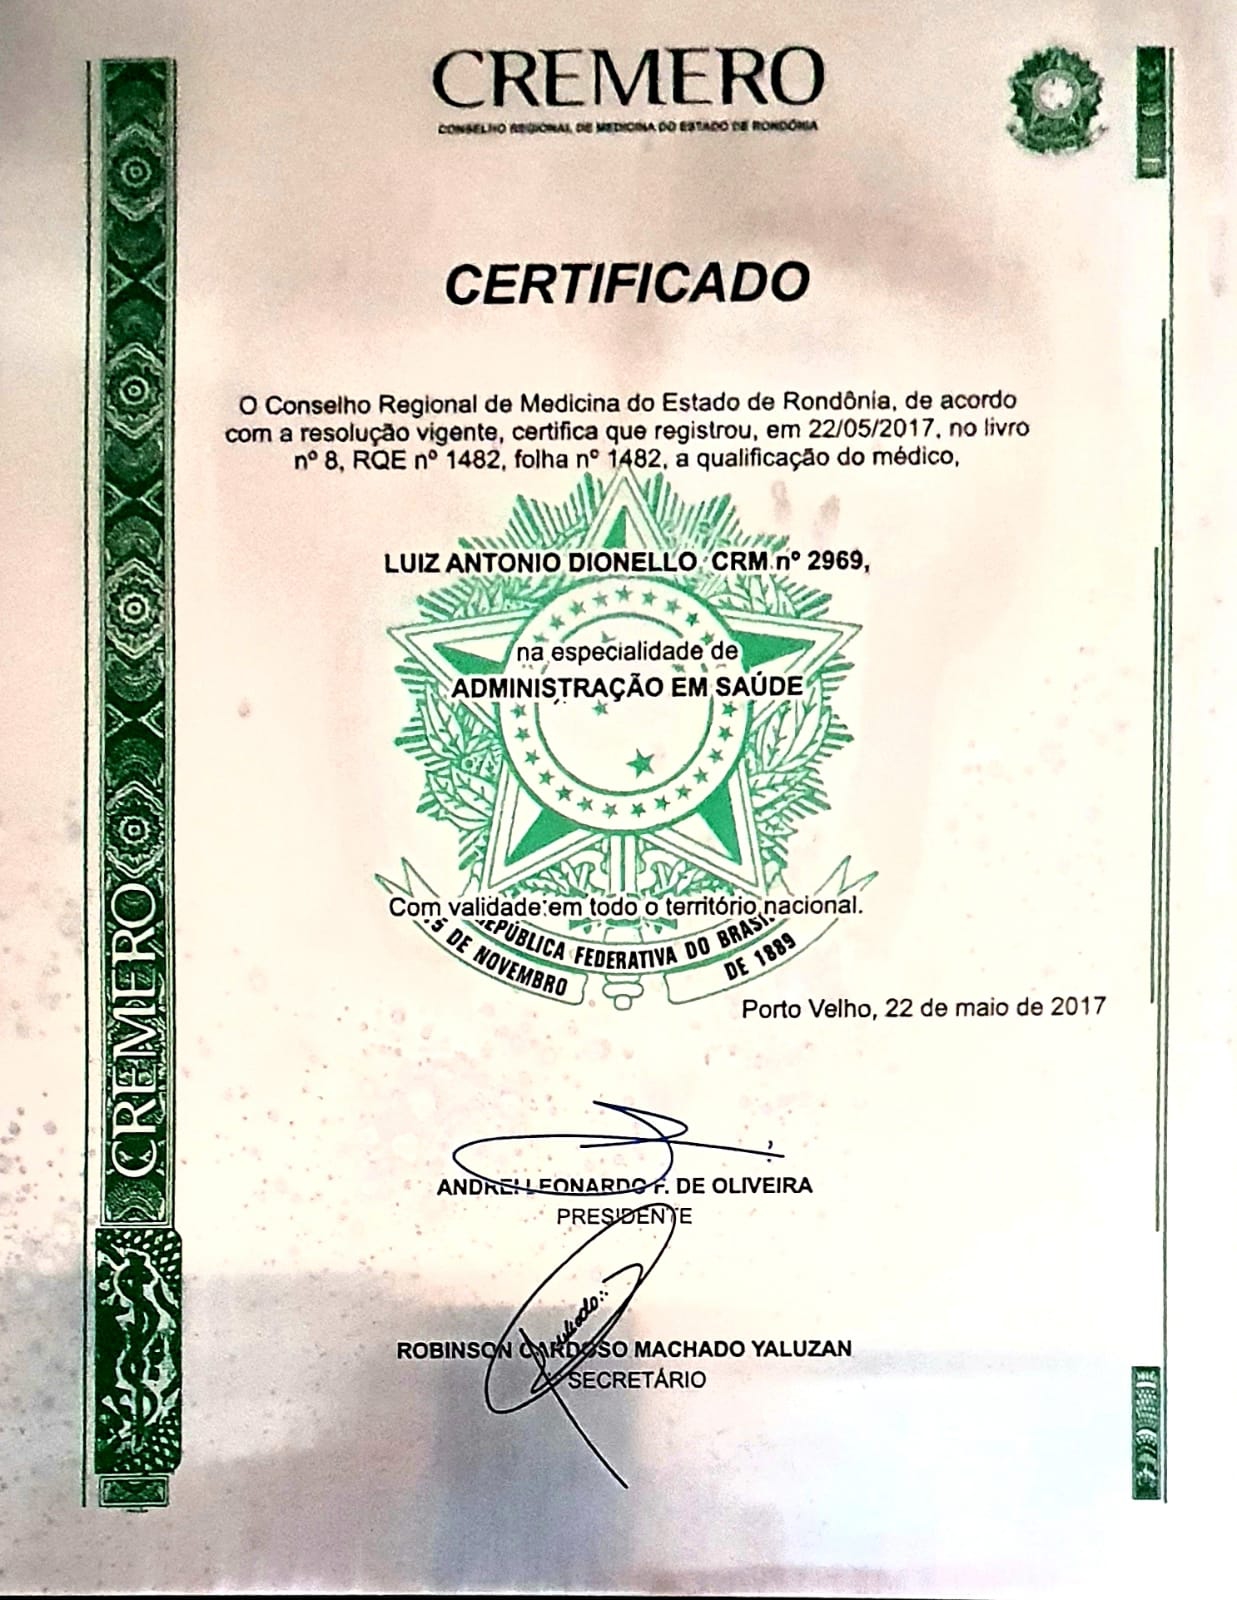 CREMERO
CONSELHO REGIONAL DE MEDICINA DO ESTADO DE RONDÔNIA
CERTIFICADO
O Conselho Regional de Medicina do Estado de Rondônia, de acordo
com a resolução vigente, certifica que registrou, em 22/05/2017, no livro
nº 8, RQE nº 1482, folha nº 1482, a qualificação do médico,
LUIZ ANTONIO DIONELLO CRM nº 2969,
na especialidade de
ADMINISTRAÇÃO EM SAÚDE
Com validade em todo o território nacional.
REPÚBLICA FEDERATIVA DO BRASIL
15 DE NOVEMBRO DE 1889
Porto Velho, 22 de maio de 2017
ANDREI LEONARDO F. DE OLIVEIRA
PRESIDENTE
ROBINSON CARDOSO MACHADO YALUZAN
SECRETÁRIO
CREMERO